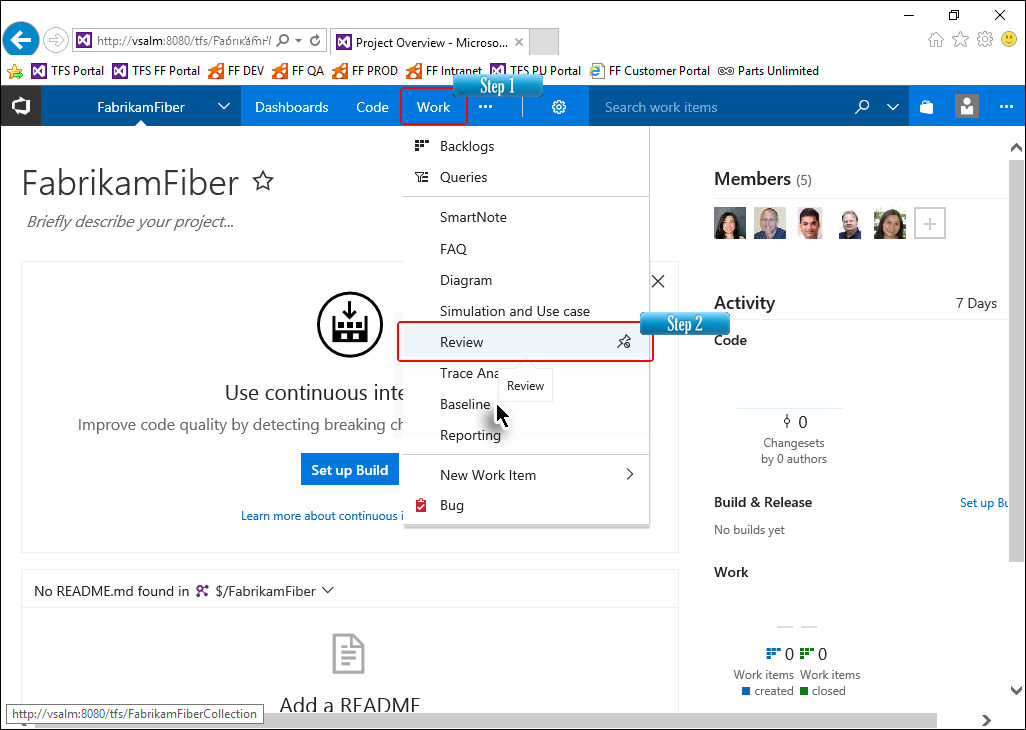 http://vsalm:8080/tfs/
Project Overview - Microso...
TFS Portal
TFS FF Portal
FF DEV
FF QA
FF PROD
FF Intranet
TFS PU Portal
FF Customer Portal
Parts Unlimited
Step 1
FabrikamFiber
Dashboards
Code
Work
Search work items
Backlogs
Queries
SmartNote
FAQ
Diagram
Simulation and Use case
Review
Step 2
Trace Ana
Review
Baseline
Reporting
New Work Item
Bug
FabrikamFiber
Briefly describe your project...
Use continuous inte
Improve code quality by detecting breaking ch
Set up Build
Learn more about continuous i
No README.md found in $/FabrikamFiber
Add a README
Members (5)
Activity
7 Days
Code
0
Changesets
by 0 authors
Build & Release
Set up Bu
No builds yet
Work
0 0
Work items Work items
created closed
http://vsalm:8080/tfs/FabrikamFiberCollection